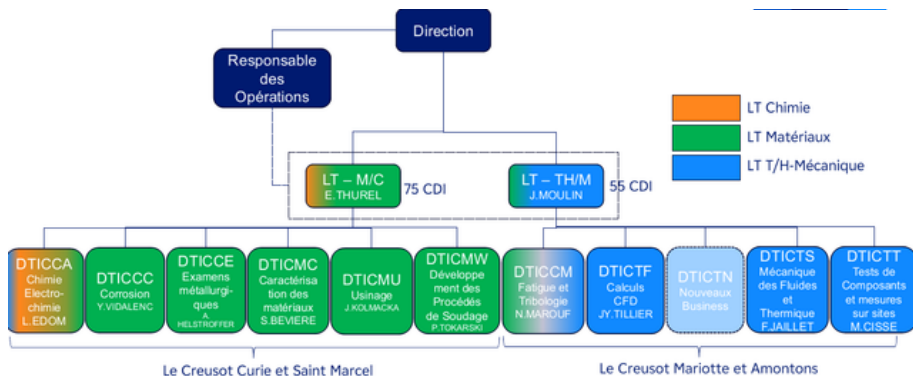 Direction
Responsable
des
Opérations
LT Chimie
LT Matériaux
LT T/H-Mécanique
LT – M/C
E.THUREL
75 CDI
LT – TH/M
J.MOULIN
55 CDI
DTICCA
Chimie
Electro-
chimie
L.EDOM
DTICCC
Corrosion
Y.VIDALENC
DTICCE
Examens
métallurgi-
ques
A.
HELSTROFFER
DTICMC
Caractéri-
sation des
matériaux
S.BEVIERE
DTICMU
Usinage
J.KOLMACKA
DTICMW
Développe
ment des
Procédés
de Soudage
P.TOKARSKI
DTICCM
Fatigue et
Tribologie
N.MAROUF
DTICTF
Calculs
CFD
JY.TILLIER
DTICTN
Nouveaux
Business
DTICTS
Mécanique
des Fluides
et
Thermique
F.JAILLET
DTICTT
Tests de
Composants
et mesures
sur sites
M.CISSE
Le Creusot Curie et Saint Marcel
Le Creusot Mariotte et Amontons